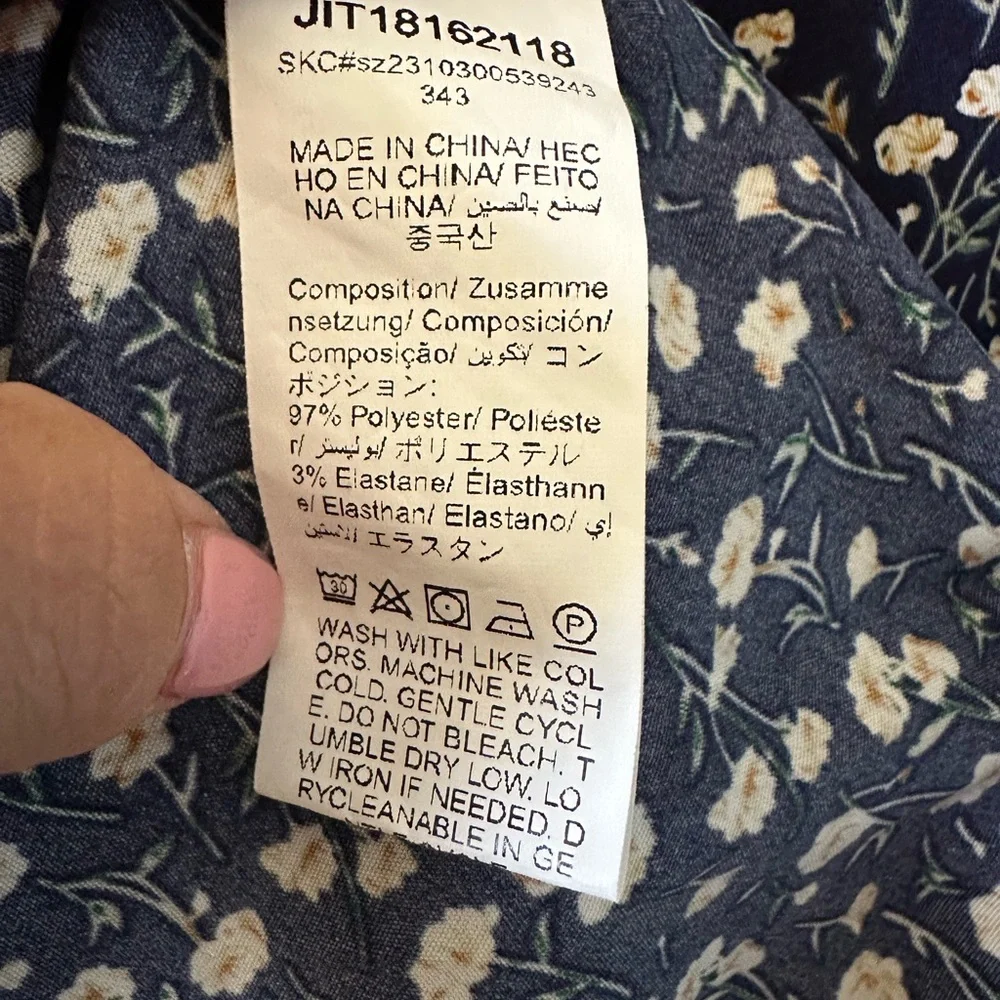 JIT18162118
SKC#sz2310300539243
343
MADE IN CHINA/ HEC
HO EN CHINA/ FEITO
NA CHINA/ صنع بالصين/
중국산
Composition/ Zusamme
nsetzung/ Composición/
Composição/ تكوين/ コン
ポジション:
97% Polyester/ Poliéste
r/ بوليستر/ ポリエステル
3% Elastane/ Élasthann
e/ Elasthan/ Elastano/ إي
لاستين/ エラスタン
30 P
WASH WITH LIKE COL
ORS. MACHINE WASH
COLD. GENTLE CYCL
E. DO NOT BLEACH. T
UMBLE DRY LOW. LO
W IRON IF NEEDED. D
RYCLEANABLE IN GE